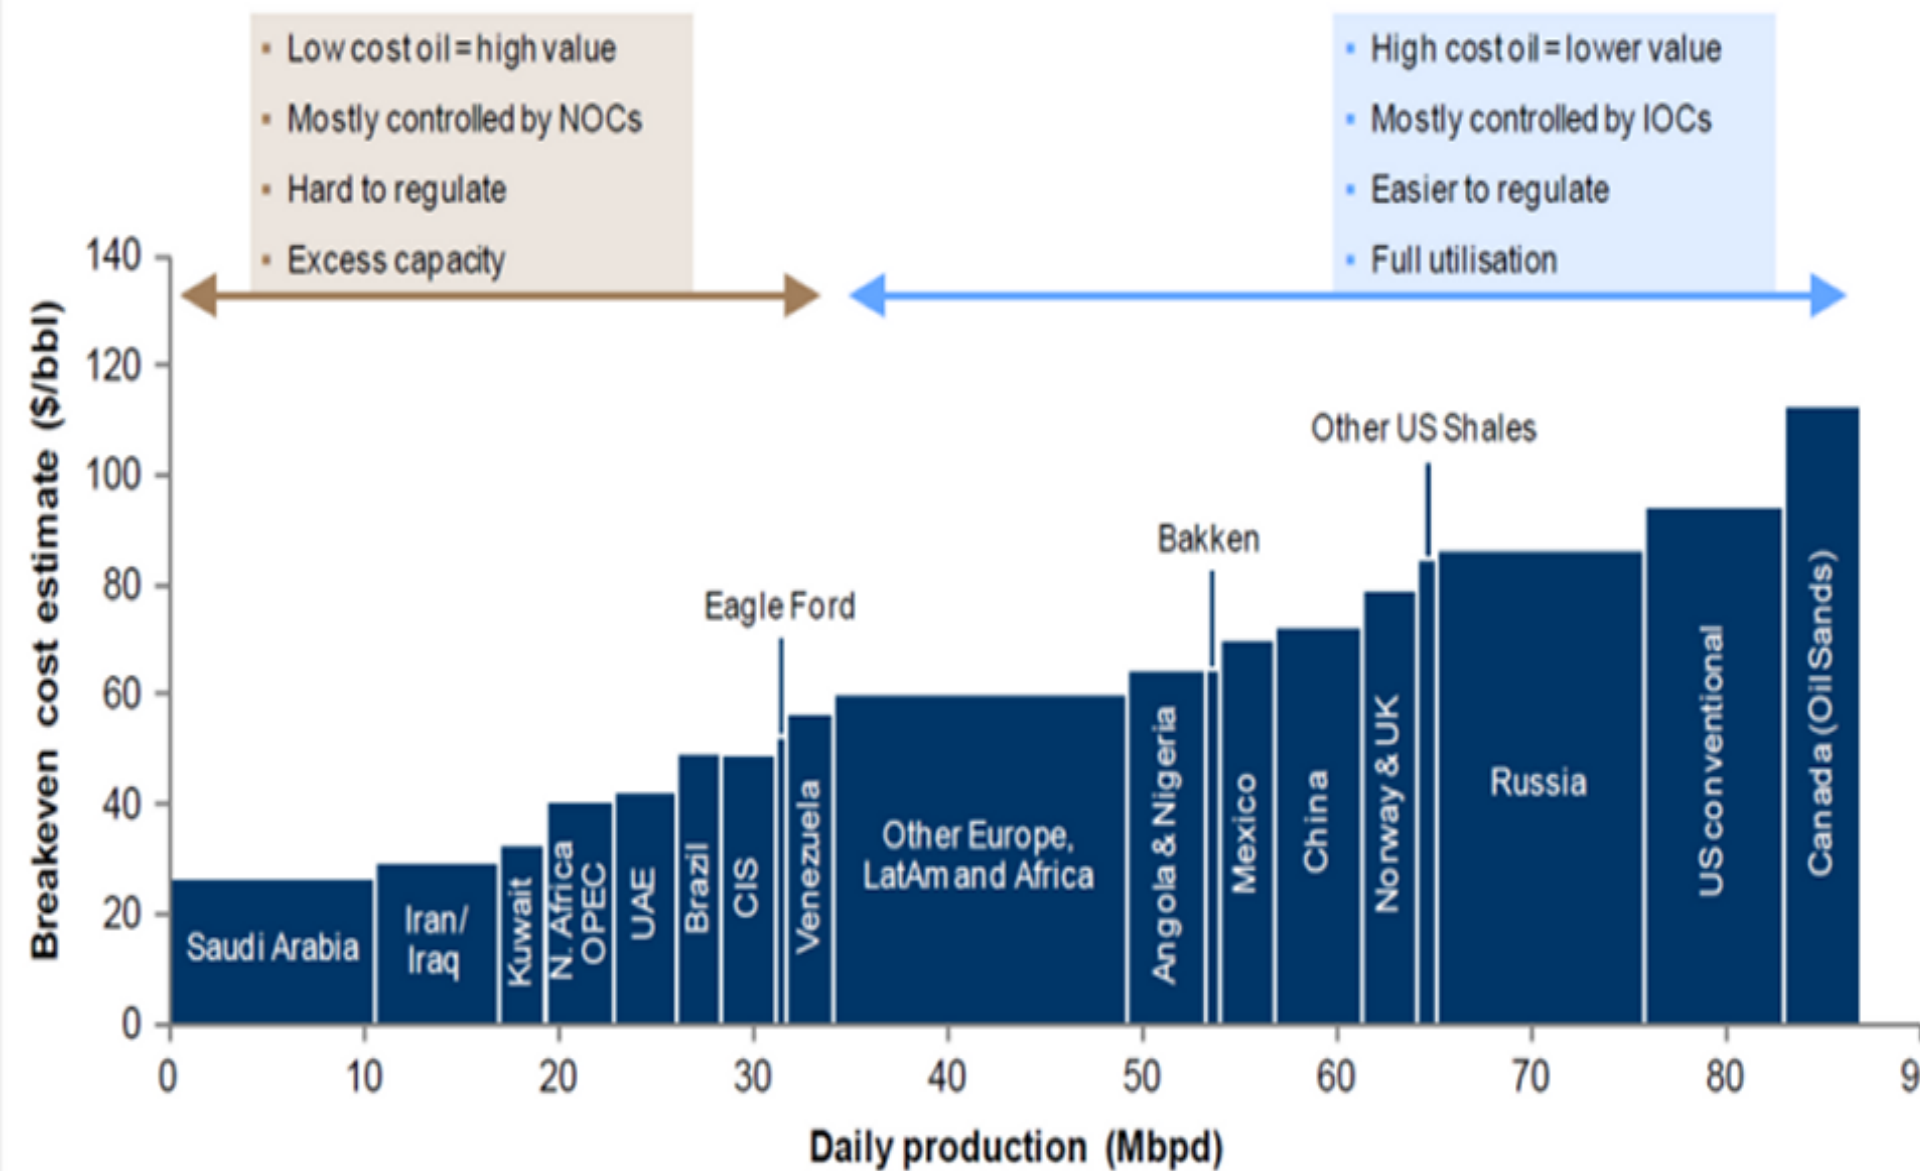 Low cost oil = high value
Mostly controlled by NOCs
Hard to regulate
Excess capacity
High cost oil = lower value
Mostly controlled by IOCs
Easier to regulate
Full utilisation
Breakeven cost estimate ($/bbl)
140
120
100
80
60
40
20
0
Saudi Arabia
Iran/
Iraq
Kuwait
N. Africa
OPEC
UAE
Brazil
CIS
Eagle Ford
Venezuela
Other Europe,
LatAm and Africa
Angola & Nigeria
Bakken
Mexico
China
Norway & UK
Other US Shales
Russia
US conventional
Canada (Oil Sands)
0
10
20
30
40
50
60
70
80
9
Daily production (Mbpd)